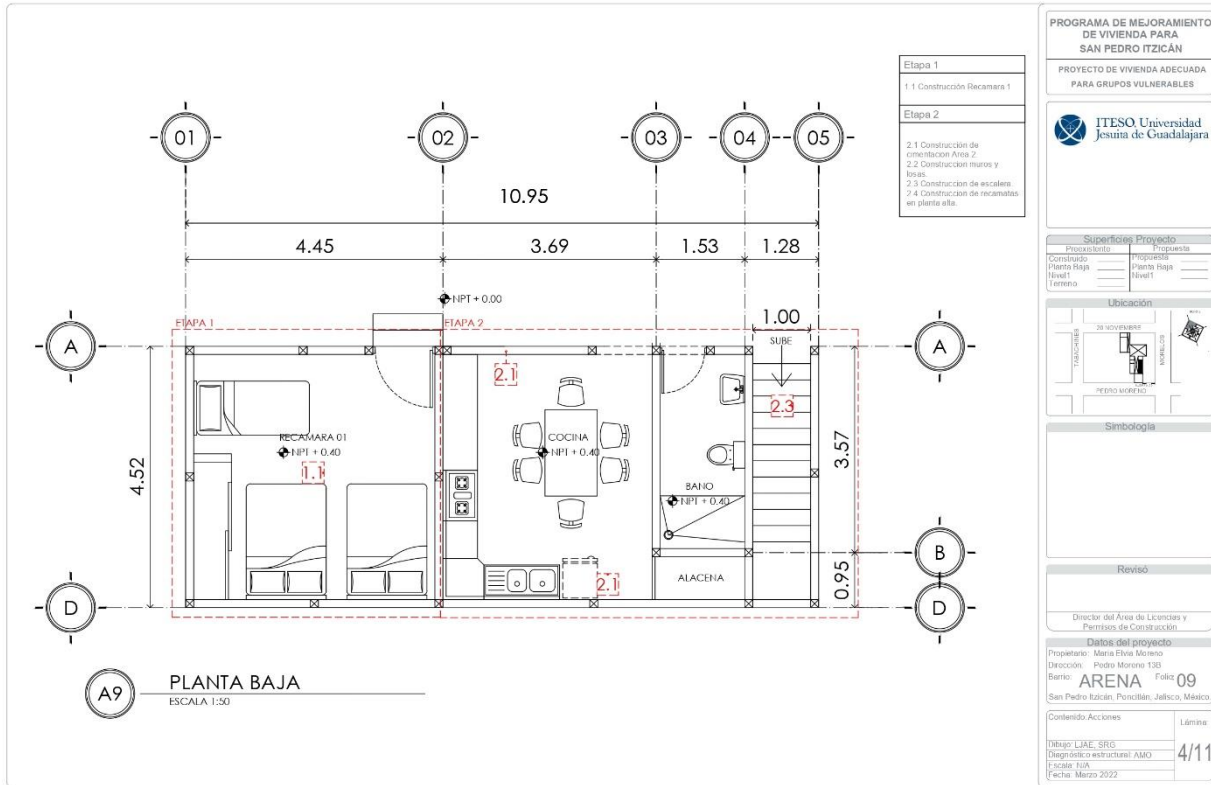 01
02
03
04
05
10.95
4.45
3.69
1.53
1.28
NPT + 0.00
ETAPA 1
ETAPA 2
1.00
SUBE
A
A
2.1
2.3
RECAMARA 01
NPT + 0.40
1.1
COCINA
NPT + 0.40
BANO
NPT + 0.40
4.52
3.57
B
0.95
2.1
ALACENA
D
D
A9
PLANTA BAJA
ESCALA 1:50
Etapa 1
1.1 Construcción Recamara 1
Etapa 2
2.1 Construcción de
cimentacion Area 2
2.2 Construccion muros y
losas.
2.3 Construccion de escalera.
2.4 Construccion de recamatas
en planta alta.
PROGRAMA DE MEJORAMIENTO
DE VIVIENDA PARA
SAN PEDRO ITZICÁN
PROYECTO DE VIVIENDA ADECUADA
PARA GRUPOS VULNERABLES
ITESO, Universidad
Jesuita de Guadalajara
Superficies Proyecto
Preexistente Propuesta
Construido Propuesta
Planta Baja Planta Baja
Nivel1 Nivel1
Terreno
Ubicación
20 NOVIEMBRE
TABACHINES
MORELOS
PEDRO MORENO
Simbología
Revisó
Director del Área de Licencias y
Permisos de Construcción
Datos del proyecto
Propietario: Maria Elvia Moreno
Dirección: Pedro Moreno 13B
Barrio: ARENA Folio: 09
San Pedro Itzicán, Poncitlán, Jalisco, México.
Contenido: Acciones
Lámina:
Dibujo: LJAE, SRG
Diagnóstico estructural: AMO
4/11
Escala: N/A
Fecha: Marzo 2022